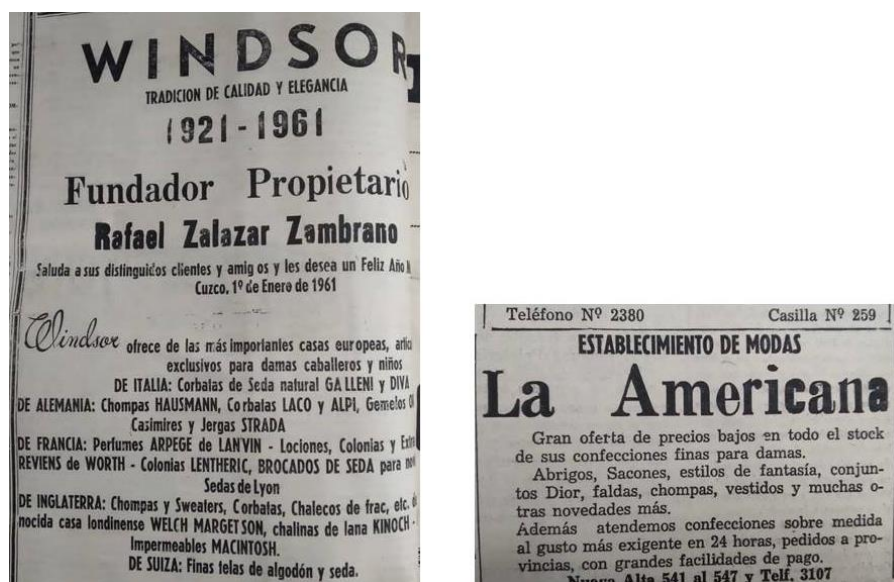 WINDSOR
TRADICION DE CALIDAD Y ELEGANCIA
1921-1961
Fundador Propietario
Rafael Zalazar Zambrano
Saluda a sus distinguidos clientes y amigos y les desea un Feliz Año
Cuzco, 1º de Enero de 1961
Windsor ofrece de las más importantes casas europeas,
exclusivos para damas caballeros y niños
DE ITALIA: Corbatas de Seda natural GALLENI y DIVA
DE ALEMANIA: Chompas HAUSMANN, Corbatas LACO y ALPI, Gemelos
Casimires y Jergas STRADA
DE FRANCIA: Perfumes ARPEGE de LANVIN - Lociones, Colonias y
REVIENS de WORTH - Colonias LENTHERIC, BROCADOS DE SEDA para
Sedas de Lyon
DE INGLATERRA: Chompas y Sweaters, Corbatas, Chalecos de frac, etc.
nocida casa londinense WELCH MARGETSON, chalinas de lana KINOCH -
Impermeables MACINTOSH.
DE SUIZA: Finas telas de algodón y seda.
Teléfono Nº 2380 Casilla Nº 259
ESTABLECIMIENTO DE MODAS
La Americana
Gran oferta de precios bajos en todo el stock
de sus confecciones finas para damas.
Abrigos, Sacones, estilos de fantasía, conjun-
tos Dior, faldas, chompas, vestidos y muchas o-
tras novedades más.
Además atendemos confecciones sobre medida
al gusto más exigente en 24 horas, pedidos a pro-
vincias, con grandes facilidades de pago.
Nueva Alta 541 al 547 y Telf. 3107